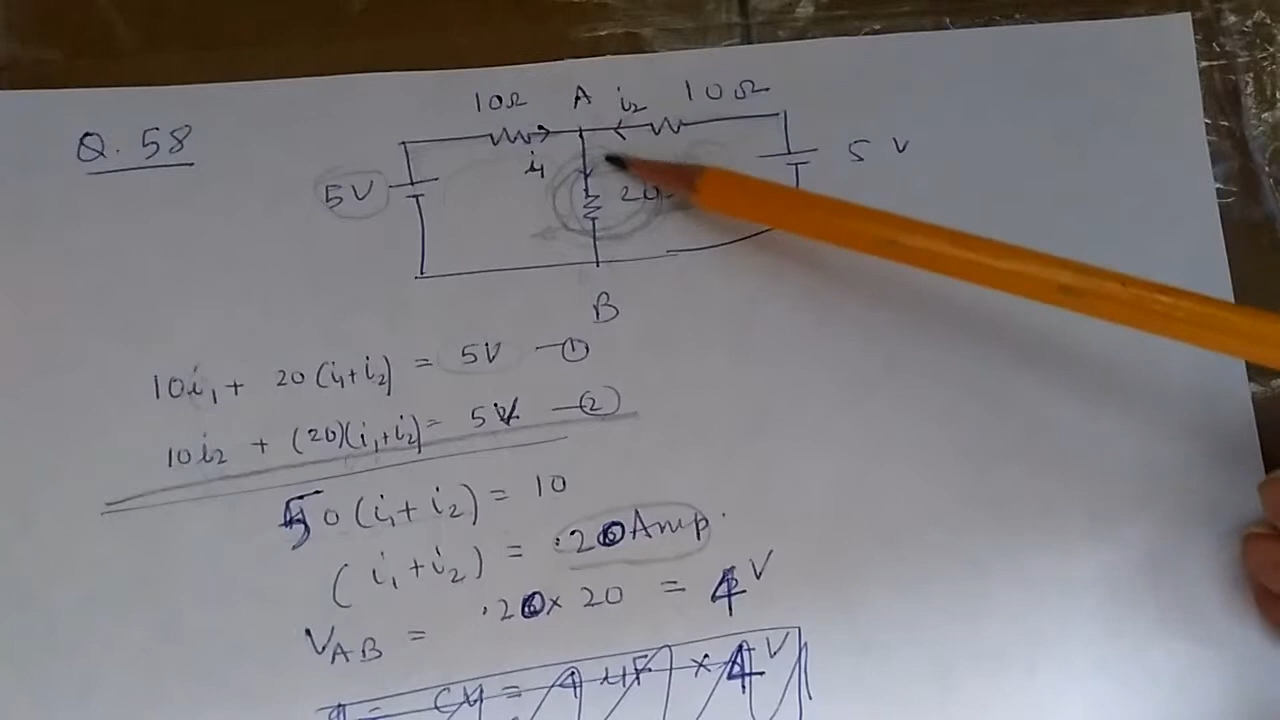 Q. 58
10Ω A i2 10Ω
i1
5V 5 V
B
10i1 + 20(i1+i2) = 5V —①
10i2 + (20)(i1+i2) = 5V —②
50(i1+i2) = 10
(i1+i2) = .20 Amp.
VAB = .20 x 20 = 4V